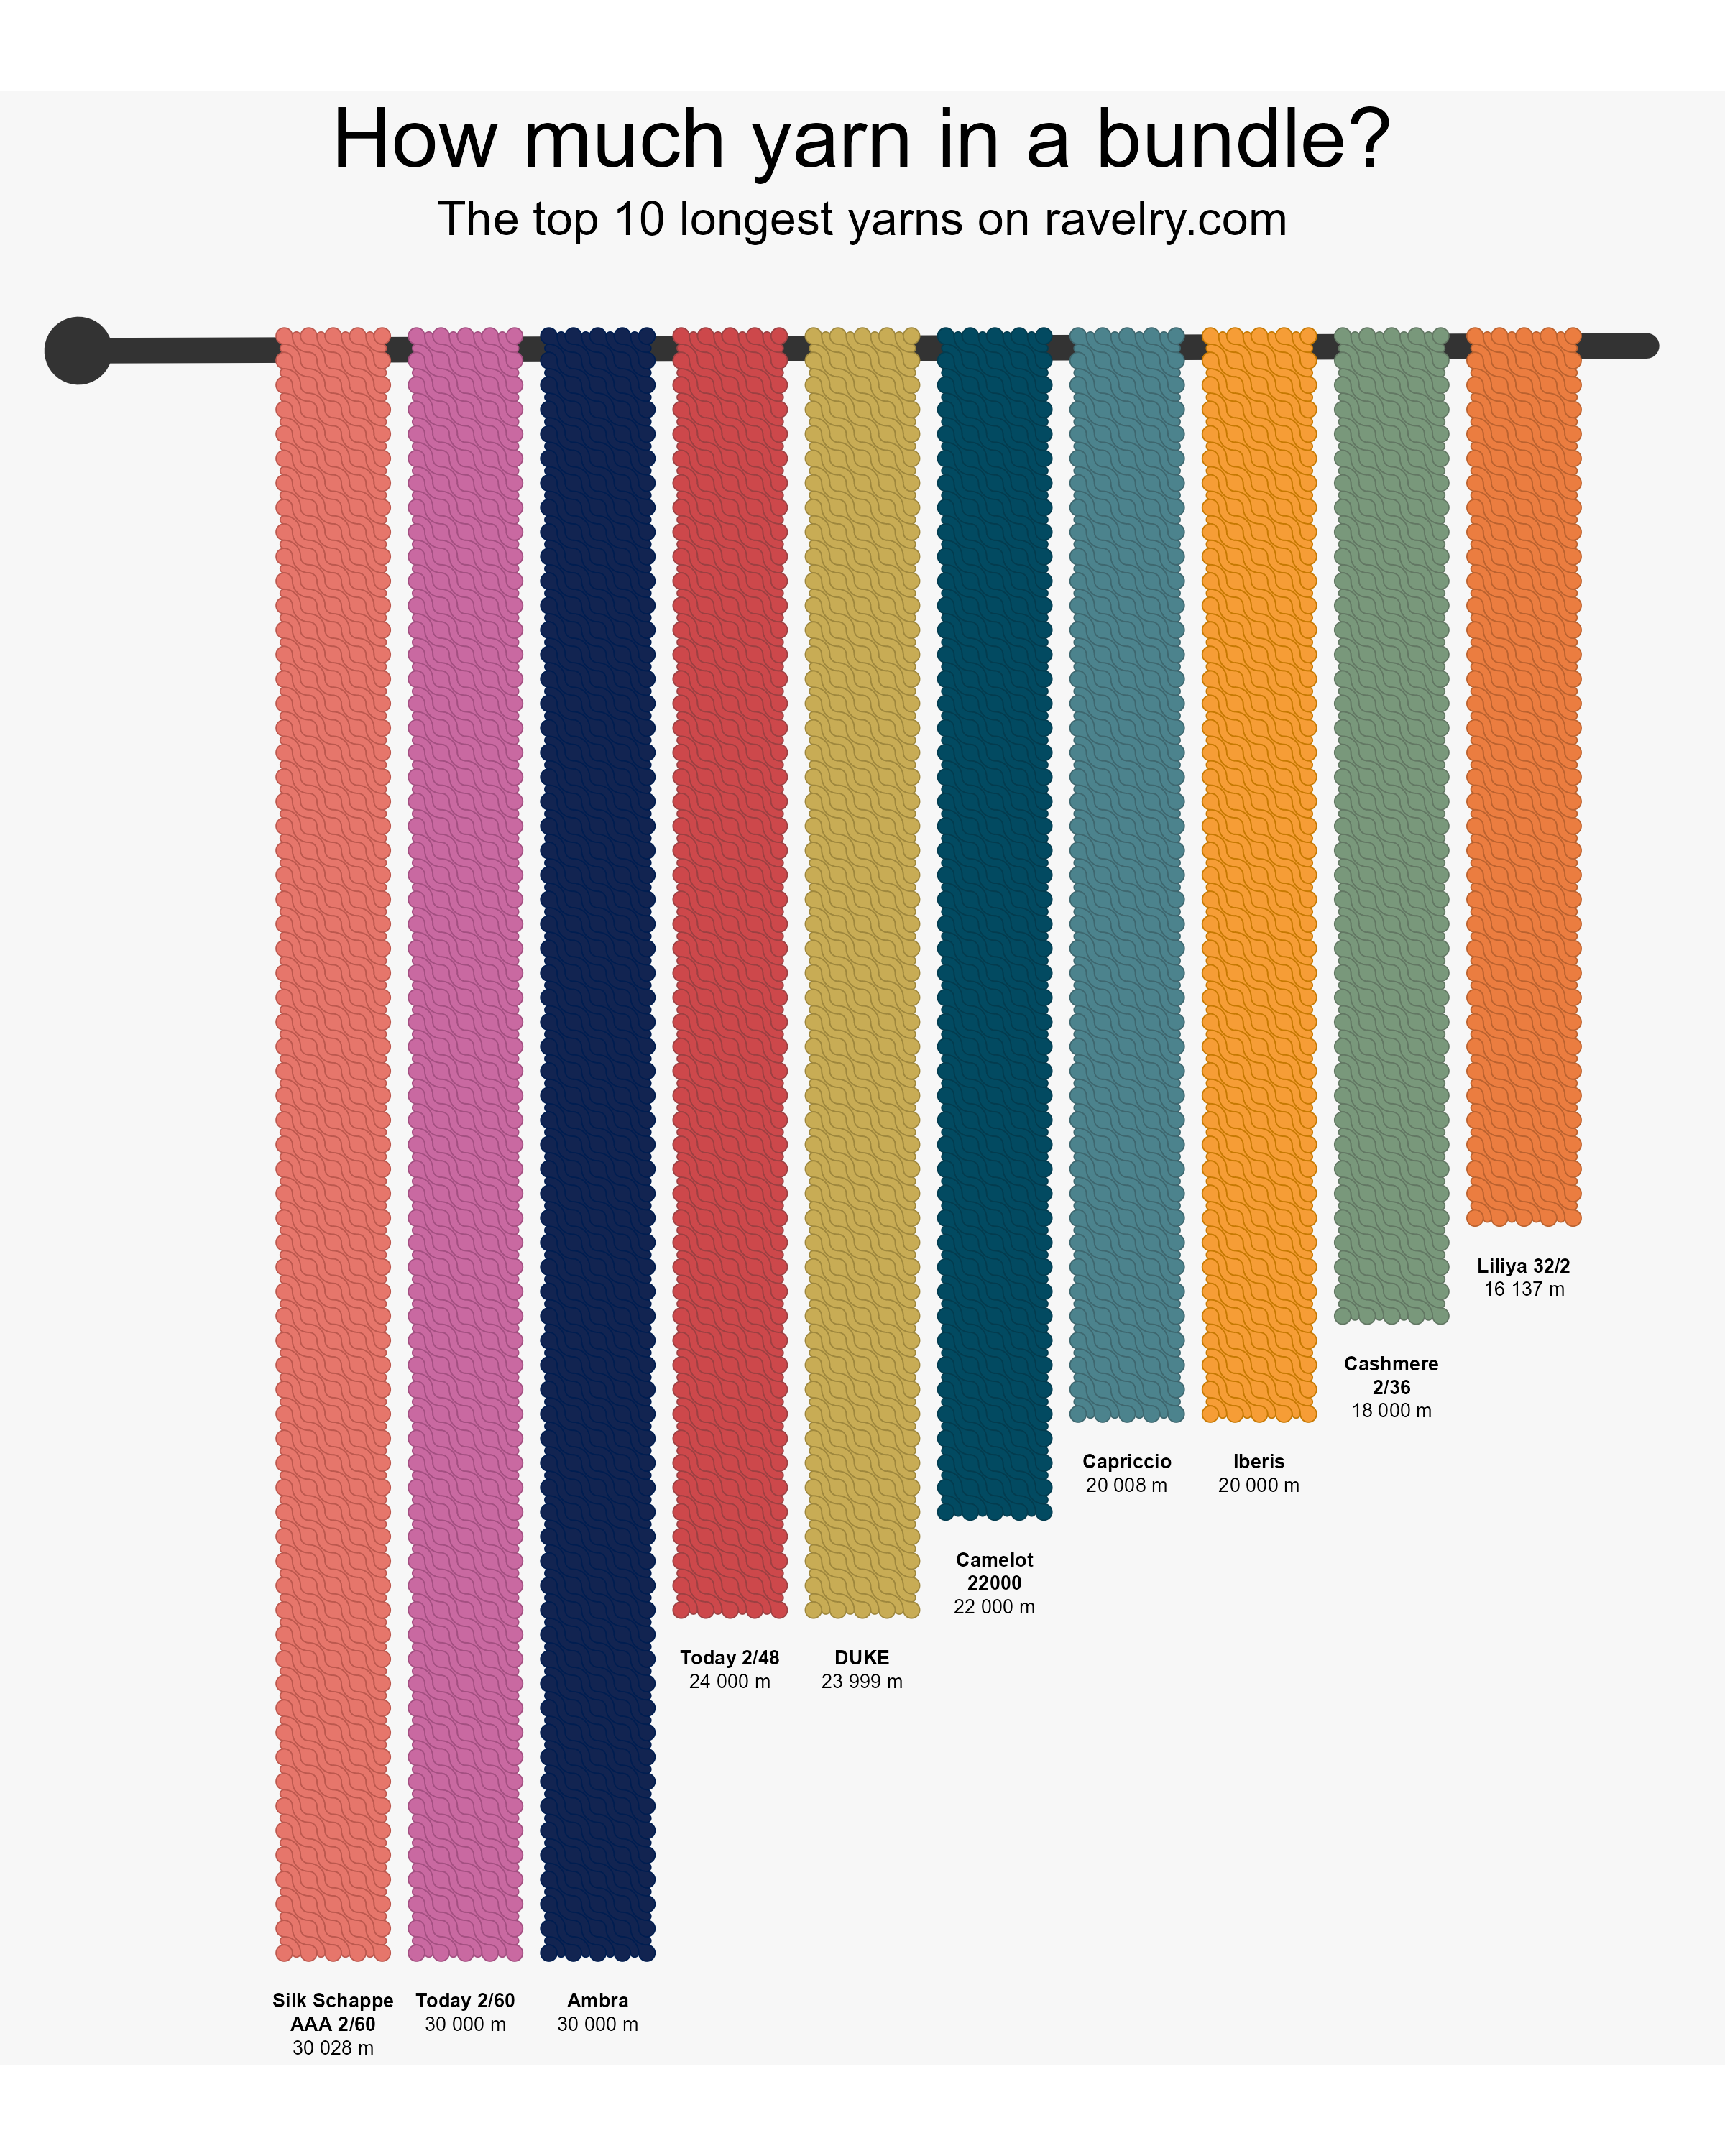 How much yarn in a bundle?
The top 10 longest yarns on ravelry.com
Silk Schappe
AAA 2/60
30 028 m
Today 2/60
30 000 m
Ambra
30 000 m
Today 2/48
24 000 m
DUKE
23 999 m
Camelot
22000
22 000 m
Capriccio
20 008 m
Iberis
20 000 m
Cashmere
2/36
18 000 m
Liliya 32/2
16 137 m